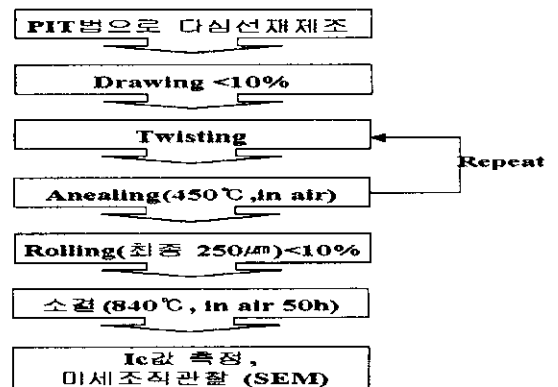 PIT법으로 다심선재제조
Drawing <10%
Twisting
Repeat
Anealing(450℃,in air)
Rolling(최종 250㎛)<10%
소결(840℃, in air 50h)
Ic값 측정,
미세조직관찰 (SEM)